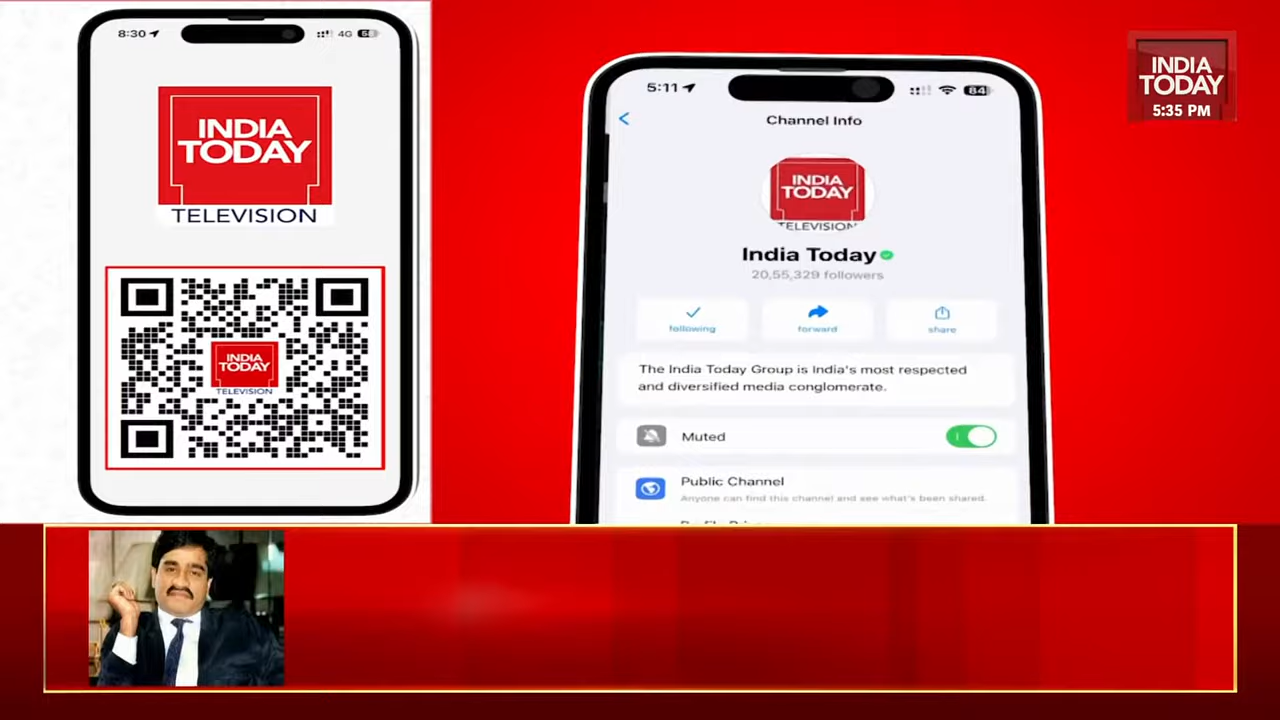 8:30
4G
INDIA
TODAY
TELEVISION
INDIA
TODAY
TELEVISION
5:11
84
Channel Info
INDIA
TODAY
TELEVISION
India Today
20,55,329 followers
following
forward
share
The India Today Group is India's most respected
and diversified media conglomerate.
Muted
Public Channel
Anyone can find this channel and see what's been shared.
INDIA
TODAY
5:35 PM